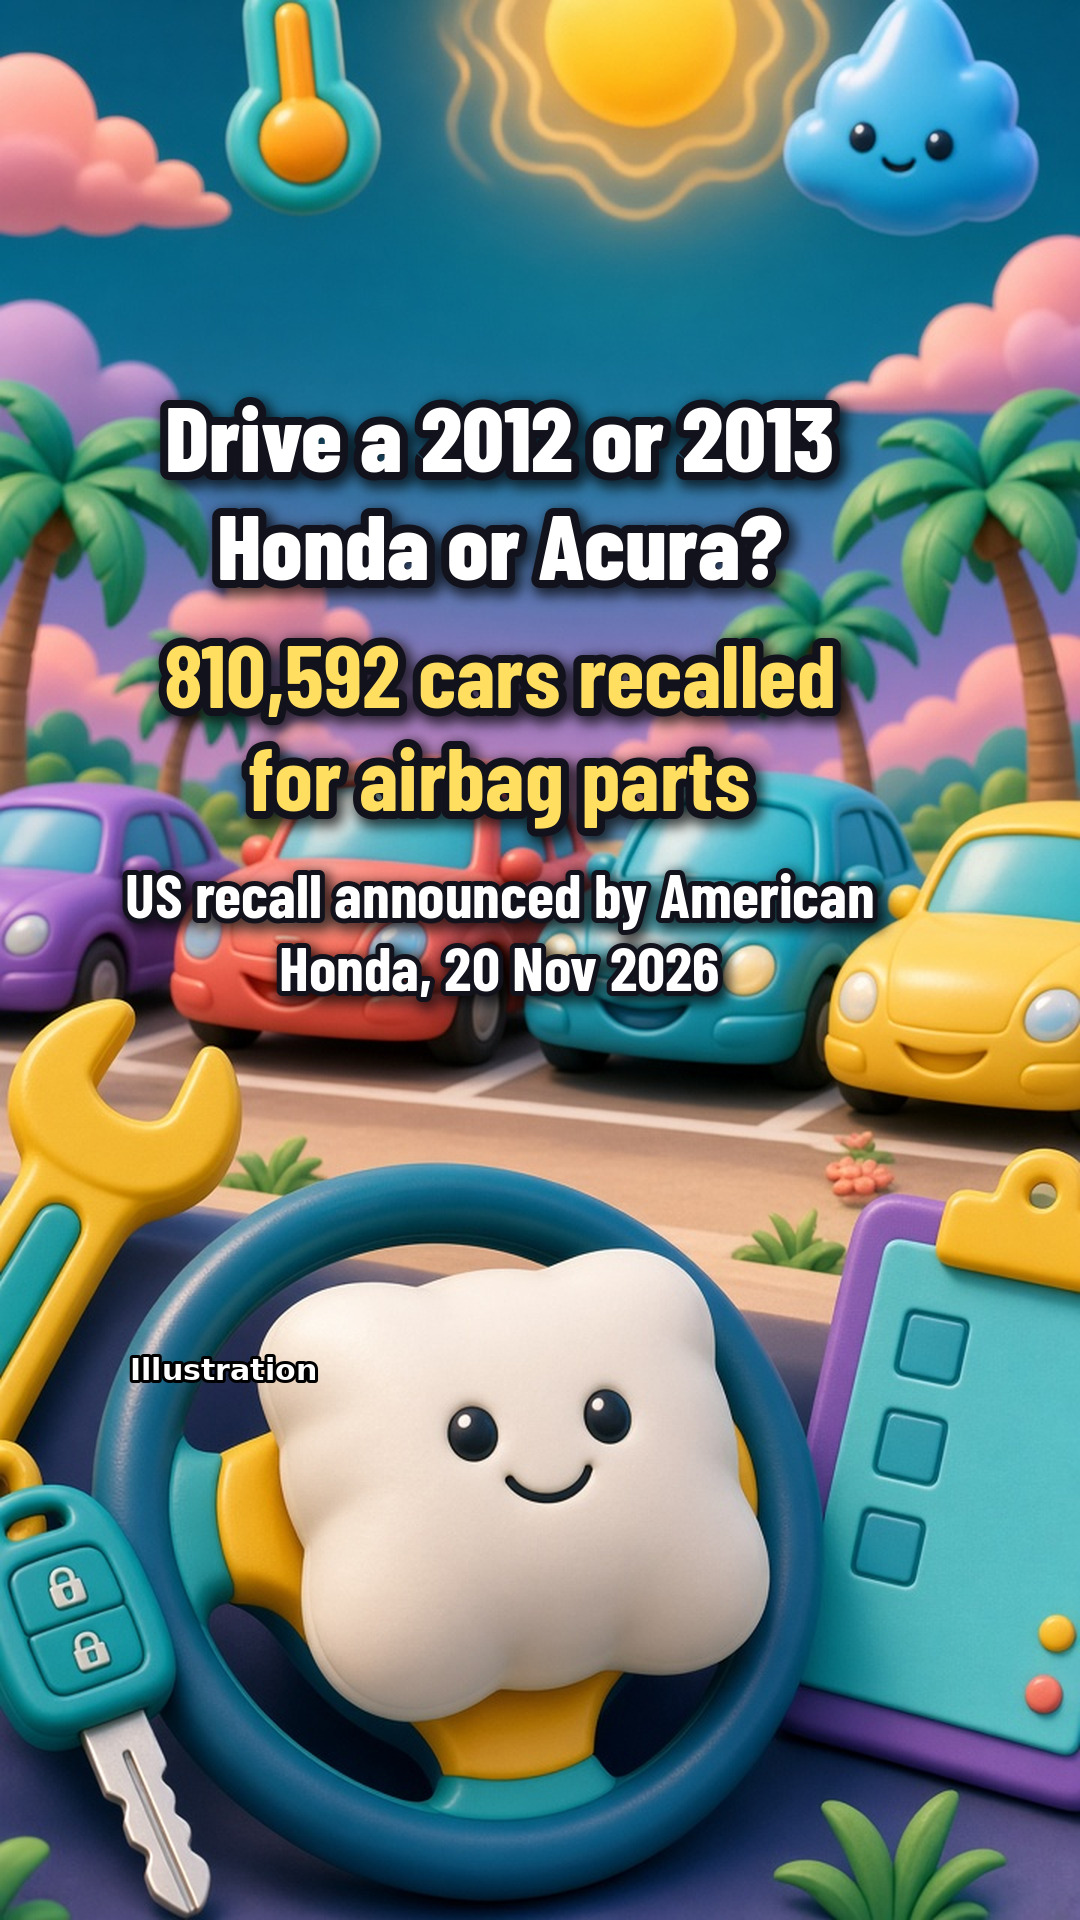 Drive a 2012 or 2013
Honda or Acura?
810,592 cars recalled
for airbag parts
US recall announced by American
Honda, 20 Nov 2026
Illustration